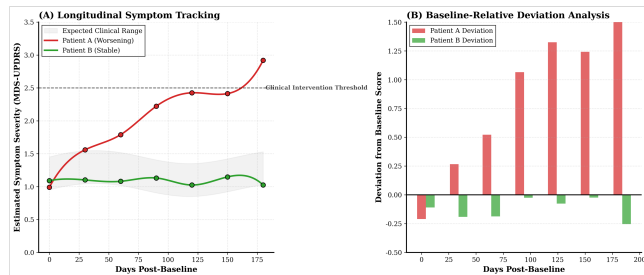 (A) Longitudinal Symptom Tracking
Estimated Symptom Severity (MDS-UPDRS)
3.5
3.0
2.5
2.0
1.5
1.0
0.5
0.0
Expected Clinical Range
Patient A (Worsening)
Patient B (Stable)
Clinical Intervention Threshold
0
25
50
75
100
125
150
175
Days Post-Baseline
(B) Baseline-Relative Deviation Analysis
Deviation from Baseline Score
1.50
1.25
1.00
0.75
0.50
0.25
0.00
-0.25
-0.50
Patient A Deviation
Patient B Deviation
0
25
50
75
100
125
150
175
200
Days Post-Baseline